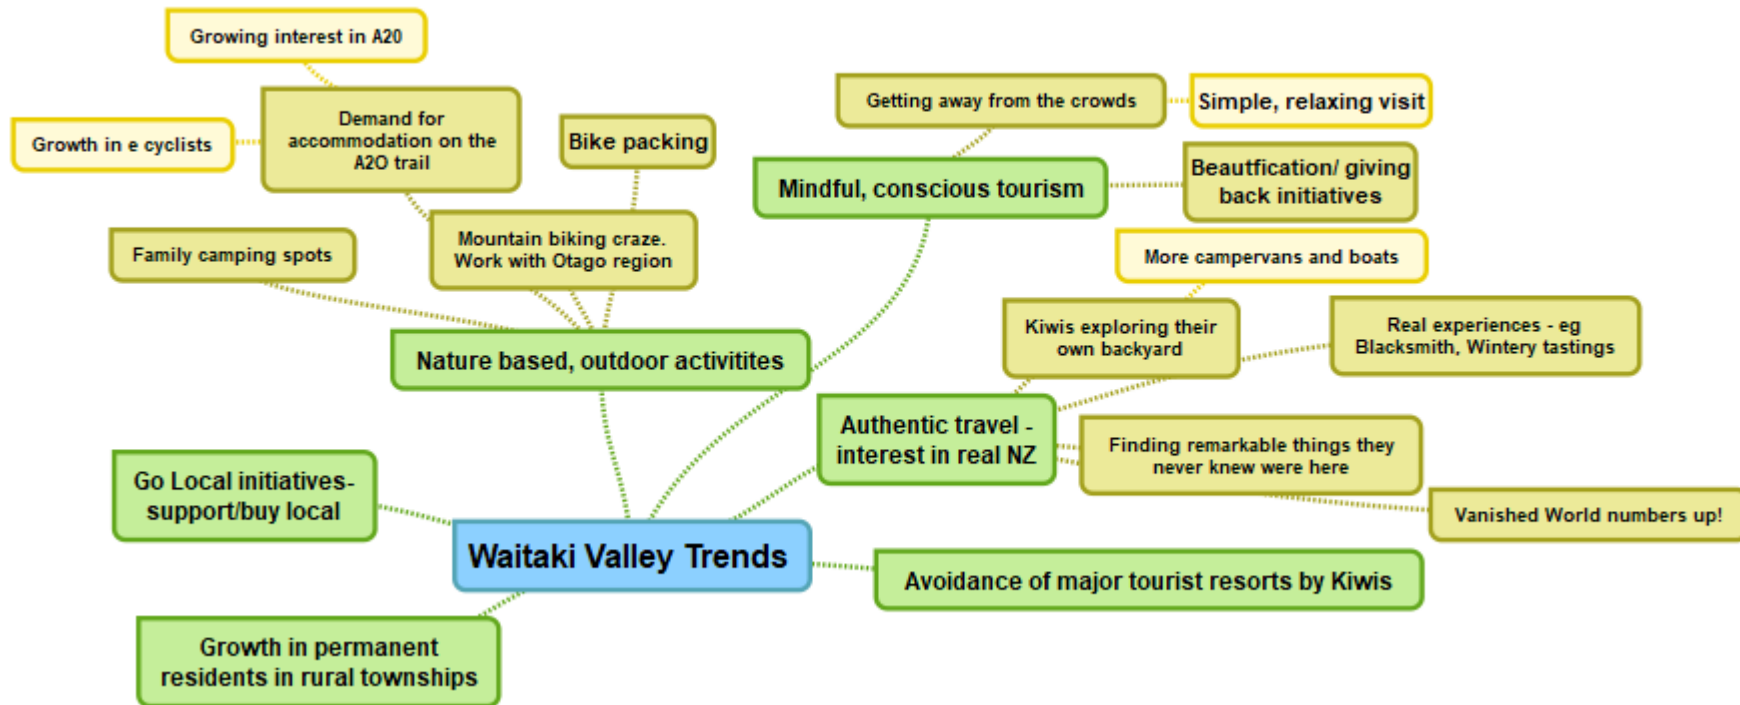 Growing interest in A20
Demand for
accommodation on the
A2O trail
Growth in e cyclists
Bike packing
Mountain biking craze.
Work with Otago region
Family camping spots
Nature based, outdoor activitites
Getting away from the crowds
Simple, relaxing visit
Mindful, conscious tourism
Beautfication/ giving
back initiatives
More campervans and boats
Kiwis exploring their
own backyard
Real experiences - eg
Blacksmith, Wintery tastings
Authentic travel -
interest in real NZ
Finding remarkable things they
never knew were here
Vanished World numbers up!
Go Local initiatives-
support/buy local
Waitaki Valley Trends
Avoidance of major tourist resorts by Kiwis
Growth in permanent
residents in rural townships